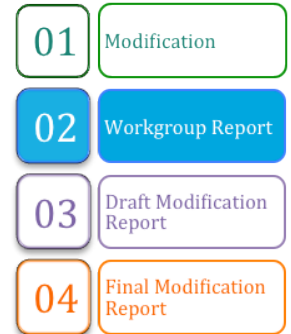 01 Modification
02 Workgroup Report
03 Draft Modification
Report
04 Final Modification
Report